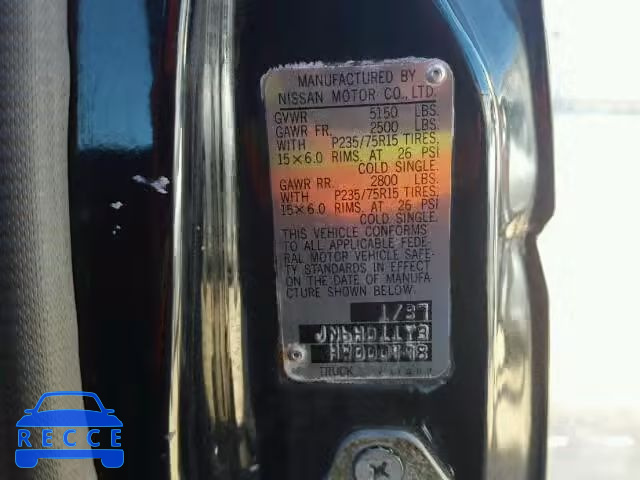 MANUFACTURED BY
NISSAN MOTOR CO., LTD.
GVWR 5150 LBS.
GAWR FR. 2500 LBS.
WITH P235/75R15 TIRES,
15×6.0 RIMS. AT 26 PSI
COLD SINGLE.
GAWR RR. 2800 LBS.
WITH P235/75R15 TIRES,
15×6.0 RIMS. AT 26 PSI
COLD SINGLE.
THIS VEHICLE CONFORMS
TO ALL APPLICABLE FEDE-
RAL MOTOR VEHICLE SAFE-
TY STANDARDS IN EFFECT
ON THE DATE OF MANUFA-
CTURE SHOWN BELOW.
1/87
TRUCK
RECCE